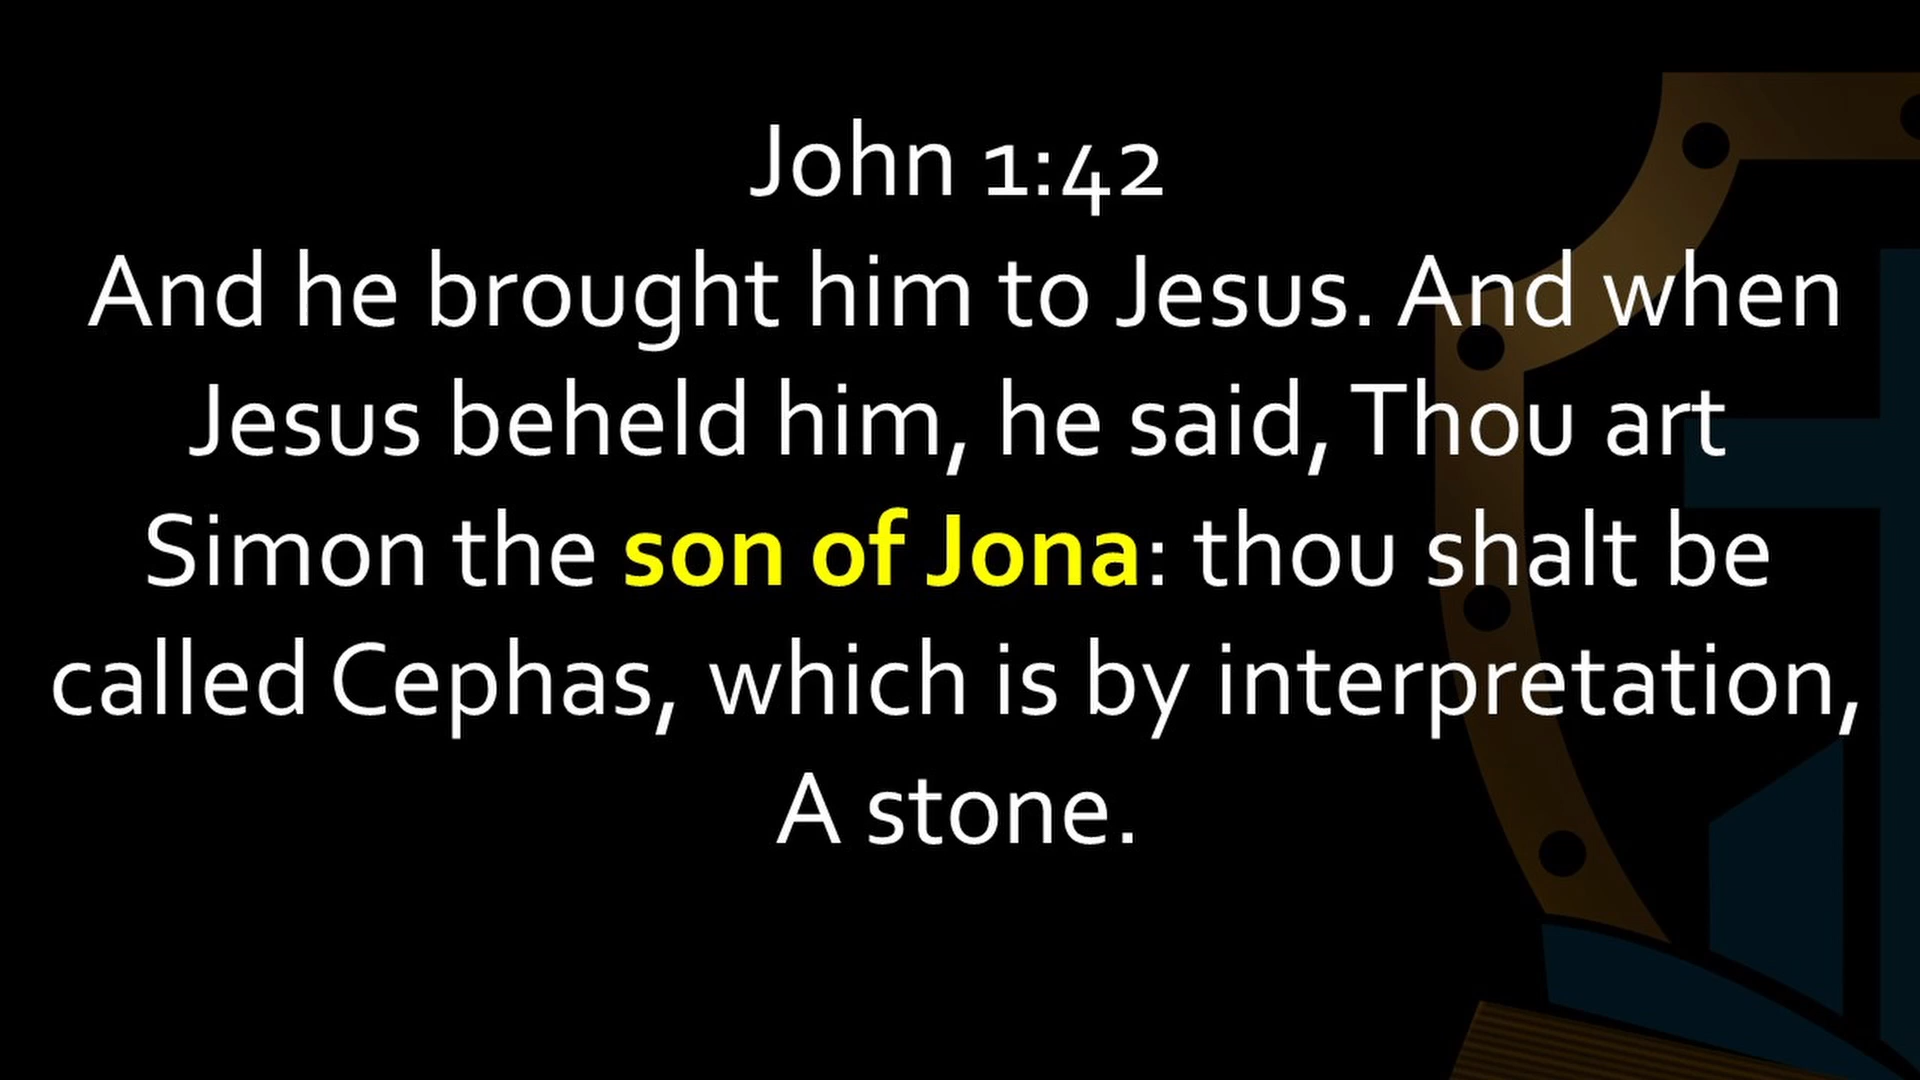 John 1:42
And he brought him to Jesus. And when
Jesus beheld him, he said, Thou art
Simon the son of Jona: thou shalt be
called Cephas, which is by interpretation,
A stone.